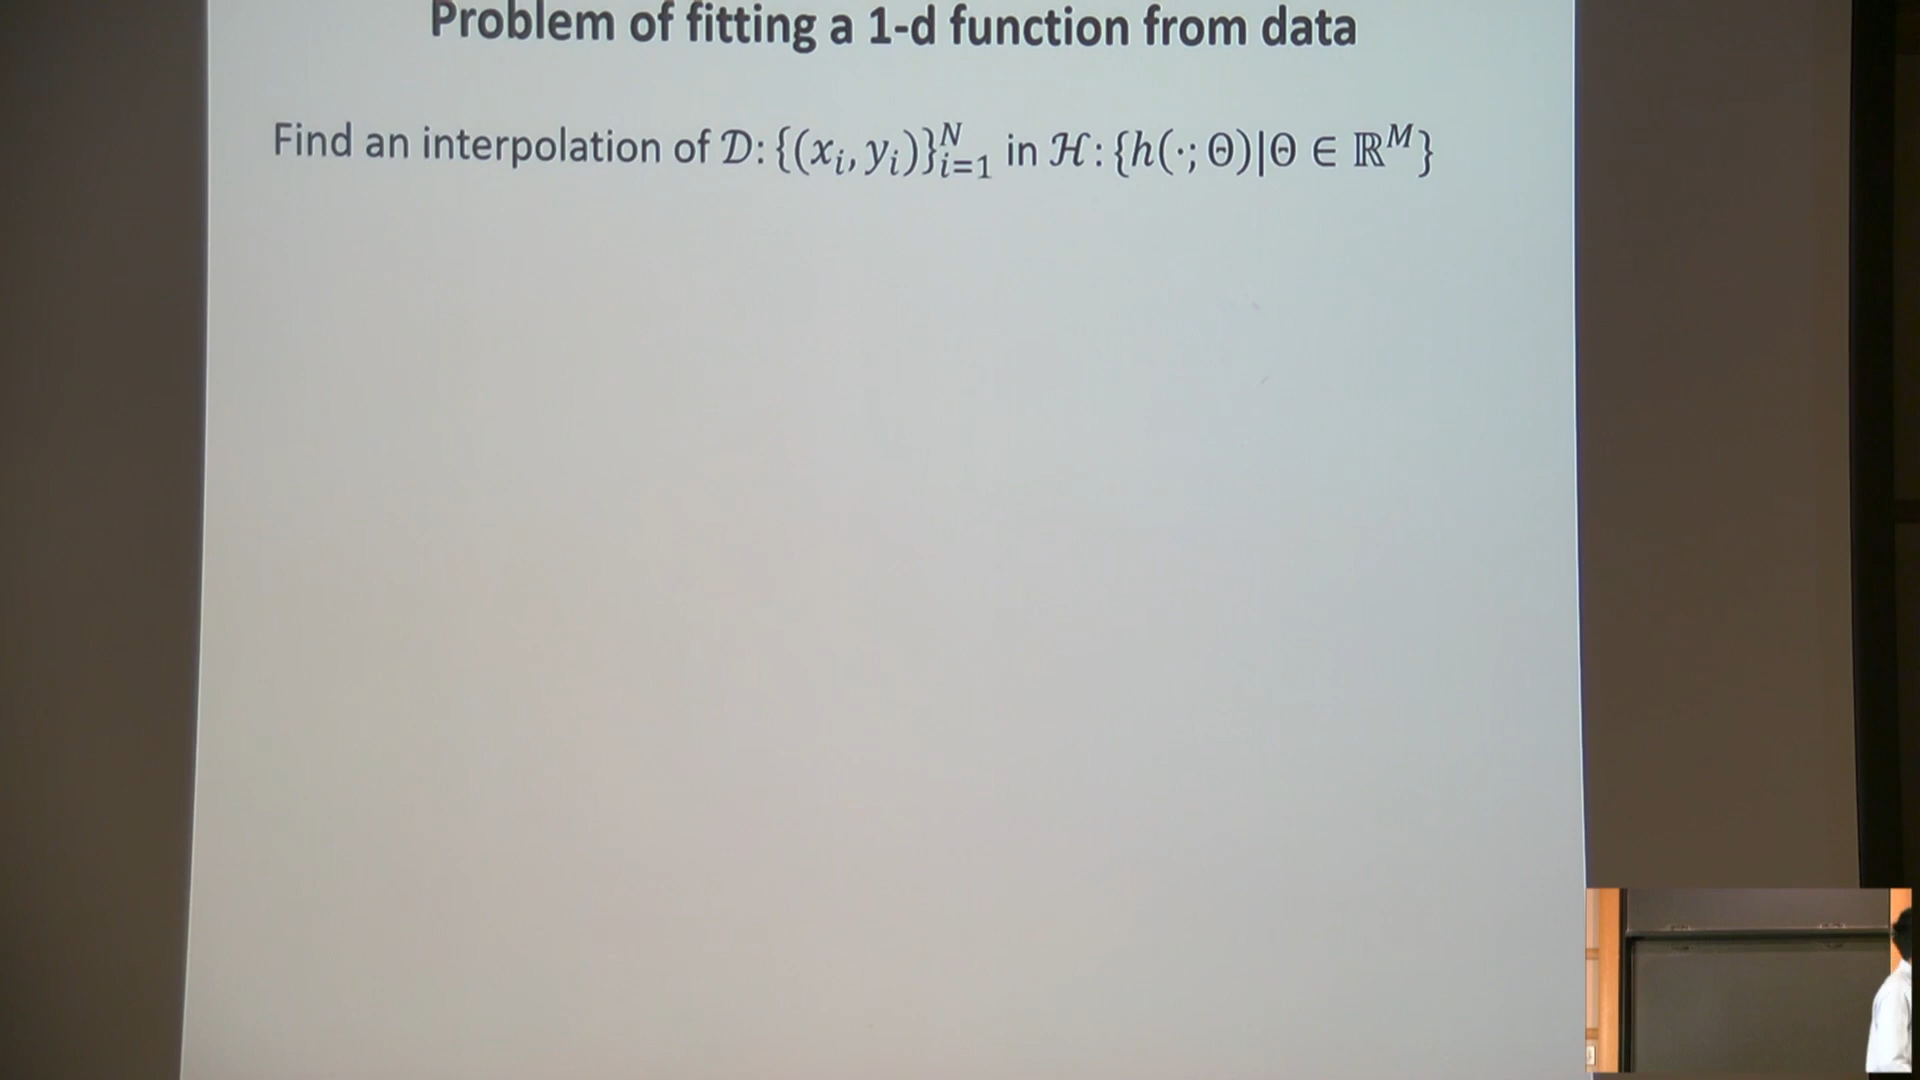 Problem of fitting a 1-d function from data
Find an interpolation of 𝒟: {(xᵢ, yᵢ)}ᵢ₌₁ᴺ in ℋ: {h(·; Θ)|Θ ∈ ℝᴹ}